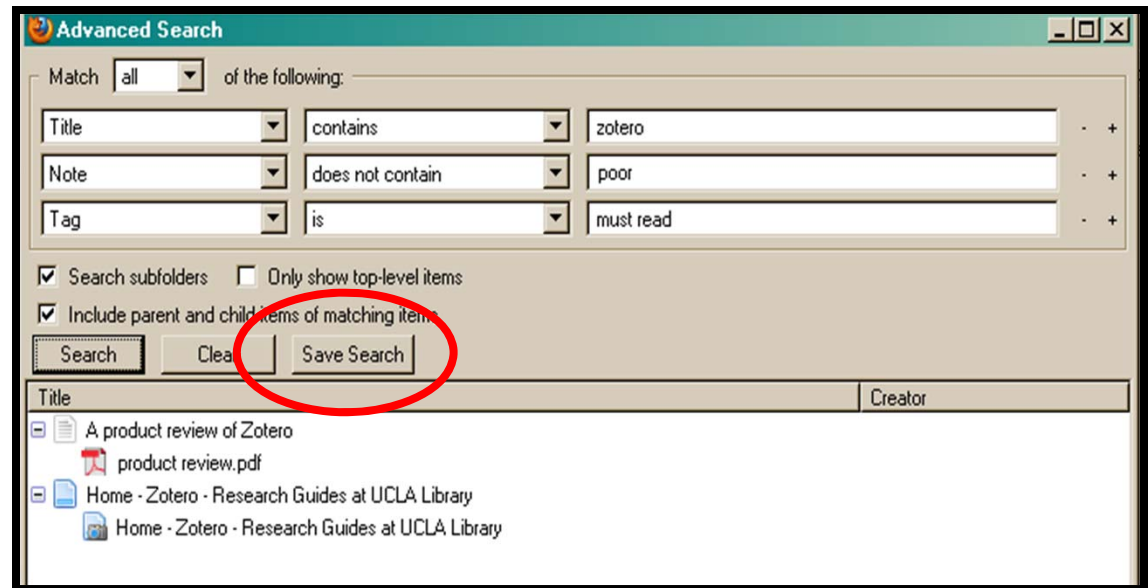 Advanced Search
Match all of the following:
Title contains zotero - +
Note does not contain poor - +
Tag is must read - +
Search subfolders Only show top-level items
Include parent and child items of matching items
Search Clear Save Search
Title Creator
A product review of Zotero
product review.pdf
Home - Zotero - Research Guides at UCLA Library
Home - Zotero - Research Guides at UCLA Library